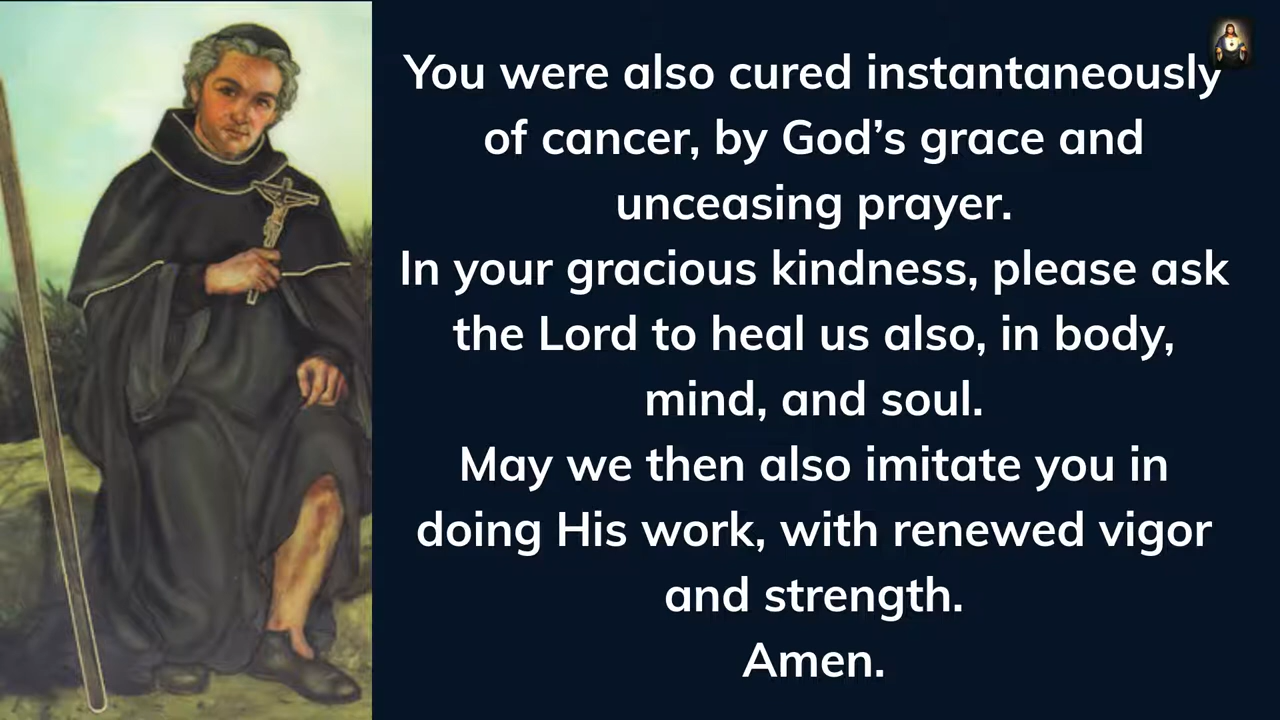 You were also cured instantaneously
of cancer, by God’s grace and
unceasing prayer.
In your gracious kindness, please ask
the Lord to heal us also, in body,
mind, and soul.
May we then also imitate you in
doing His work, with renewed vigor
and strength.
Amen.